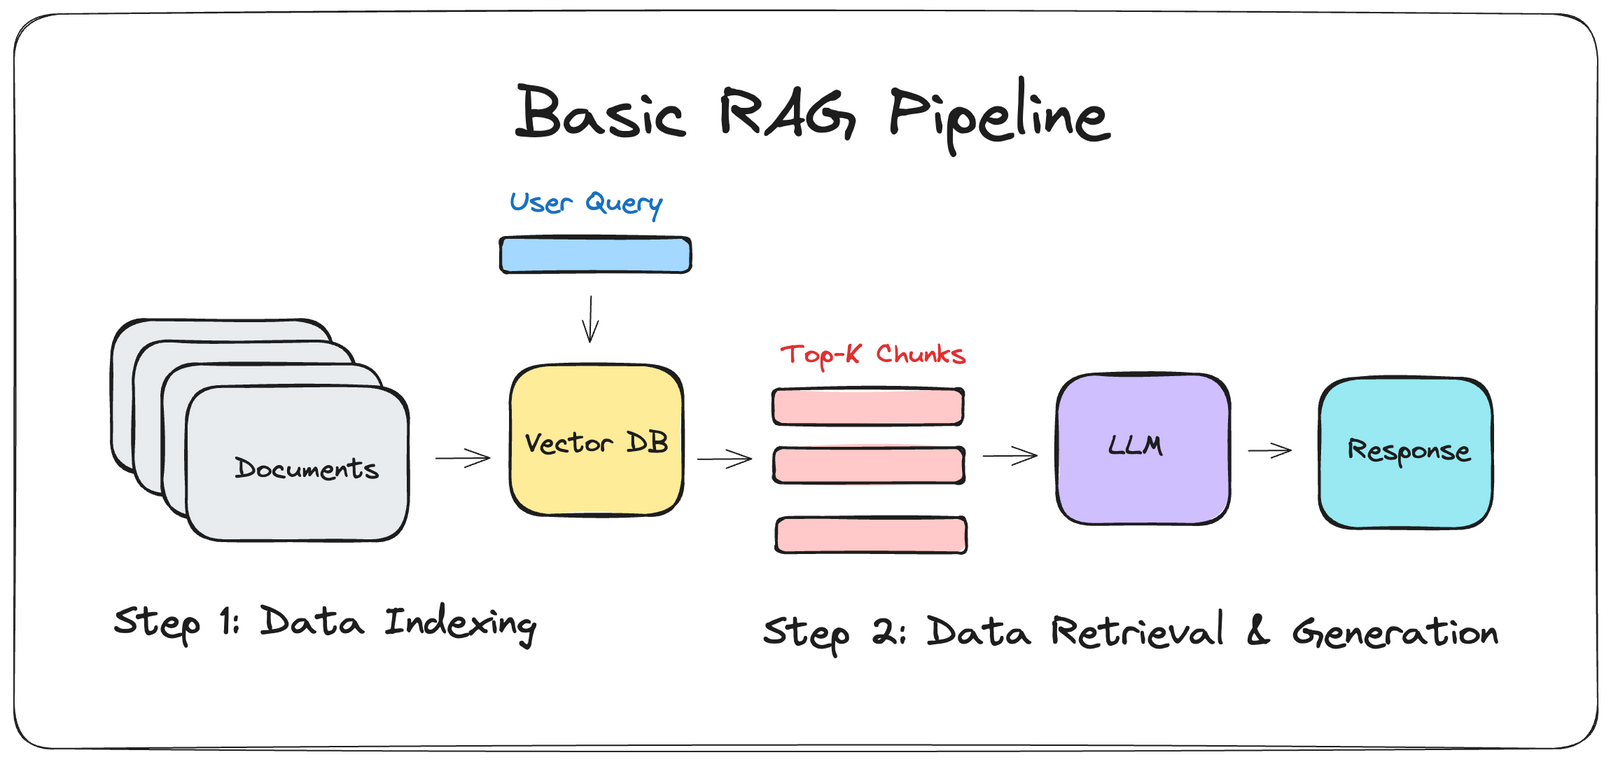 Basic RAG Pipeline
User Query
Top-K Chunks
Documents
Vector DB
LLM
Response
Step 1: Data Indexing
Step 2: Data Retrieval & Generation